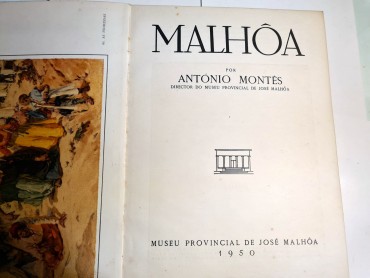 MALHÔA
POR
ANTÓNIO MONTÊS
DIRECTOR DO MUSEU PROVINCIAL DE JOSÉ MALHÔA
MUSEU PROVINCIAL DE JOSÉ MALHÔA
1950